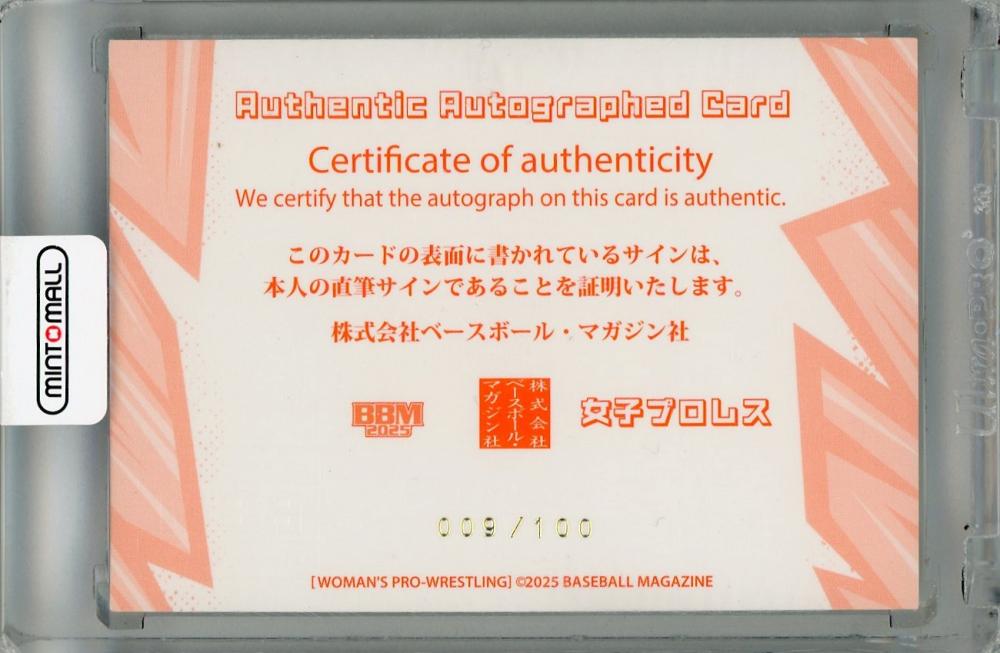 Authentic Autographed Card
Certificate of authenticity
We certify that the autograph on this card is authentic.
このカードの表面に書かれているサインは、
本人の直筆サインであることを証明いたします。
株式会社ベースボール・マガジン社
BBM
2025
株式会社
ベースボール・
マガジン社
女子プロレス
009/100
[WOMAN'S PRO-WRESTLING] ©2025 BASEBALL MAGAZINE
MINTOMALL
UltraPRO